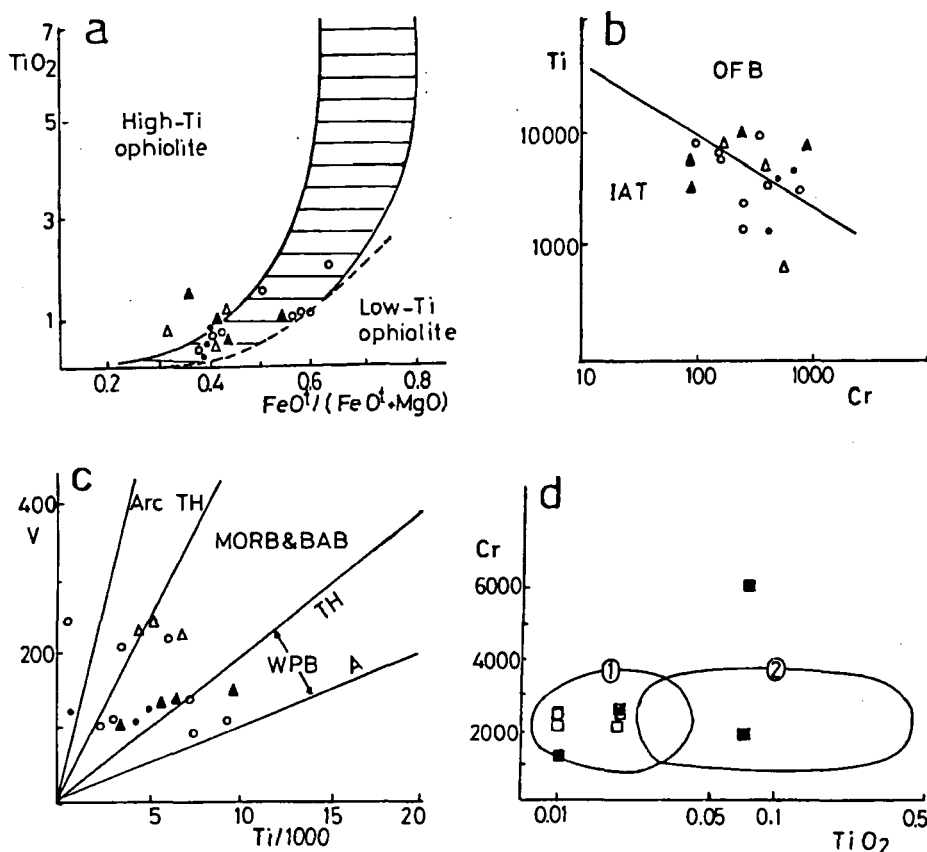 a
TiO2
7
5
3
1
High-Ti
ophiolite
Low-Ti
ophiolite
0.2
0.4
0.6
0.8
FeOt/(FeOt+MgO)
b
Ti
10
10000
1000
OFB
IAT
100
1000
Cr
c
400
V
200
Arc TH
MORB&BAB
TH
WPB
A
5
10
15
20
Ti/1000
d
Cr
6000
4000
2000
1
2
0.01
0.05
0.1
0.5
TiO2